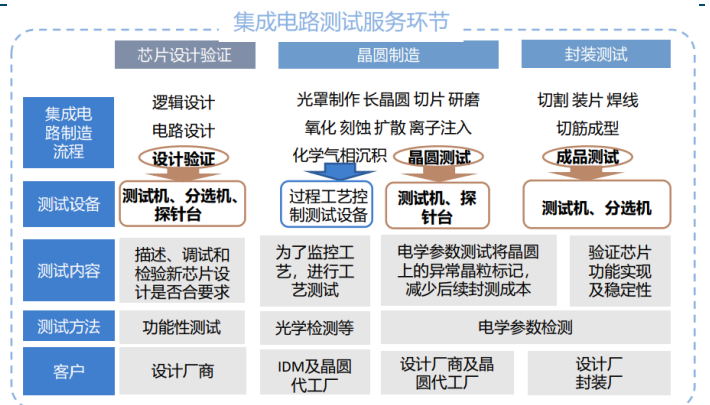 集成电路测试服务环节
芯片设计验证
晶圆制造
封装测试
集成电
路制造
流程
逻辑设计
电路设计
设计验证
光罩制作 长晶圆 切片 研磨
氧化 刻蚀 扩散 离子注入
化学气相沉积
晶圆测试
切割 装片 焊线
切筋成型
成品测试
测试设备
测试机、分选机、
探针台
过程工艺控
制测试设备
测试机、探
针台
测试机、分选机
测试内容
描述、调试和
检验新芯片设
计是否合要求
为了监控工
艺，进行工
艺测试
电学参数测试将晶圆
上的异常晶粒标记，
减少后续封测成本
验证芯片
功能实现
及稳定性
测试方法
功能性测试
光学检测等
电学参数检测
客户
设计厂商
IDM及晶圆
代工厂
设计厂商及晶
圆代工厂
设计厂
封装厂